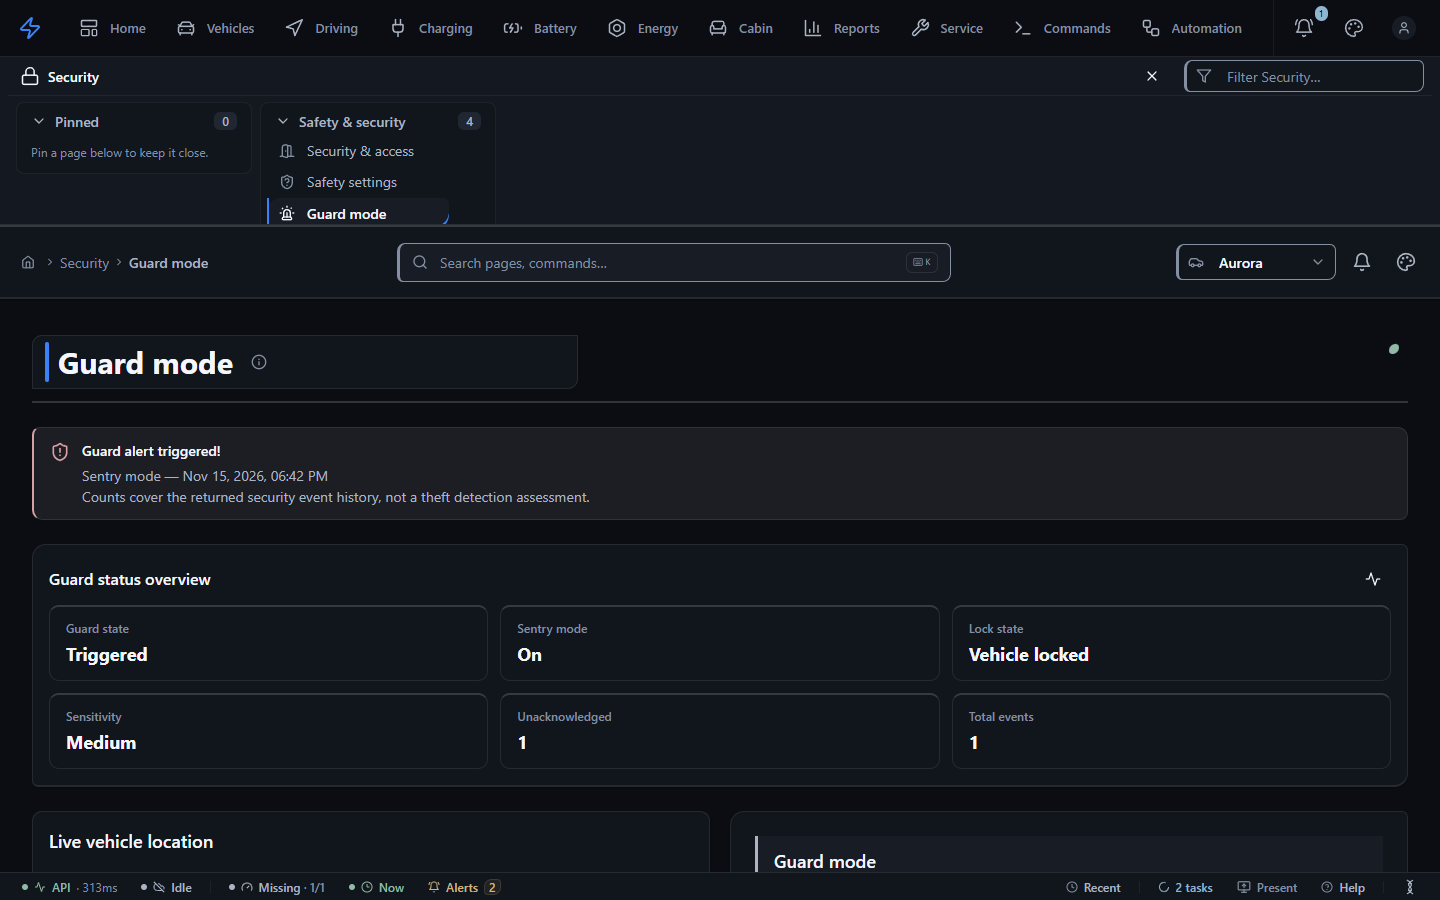 Home
Vehicles
Driving
Charging
Battery
Energy
Cabin
Reports
Service
Commands
Automation
1
Security
Filter Security...
Pinned
0
Pin a page below to keep it close.
Safety & security
4
Security & access
Safety settings
Guard mode
Security
Guard mode
Search pages, commands...
K
Aurora
Guard mode
Guard alert triggered!
Sentry mode — Nov 15, 2026, 06:42 PM
Counts cover the returned security event history, not a theft detection assessment.
Guard status overview
Guard state
Triggered
Sentry mode
On
Lock state
Vehicle locked
Sensitivity
Medium
Unacknowledged
1
Total events
1
Live vehicle location
Guard mode
API · 313ms
Idle
Missing · 1/1
Now
Alerts 2
Recent
2 tasks
Present
Help